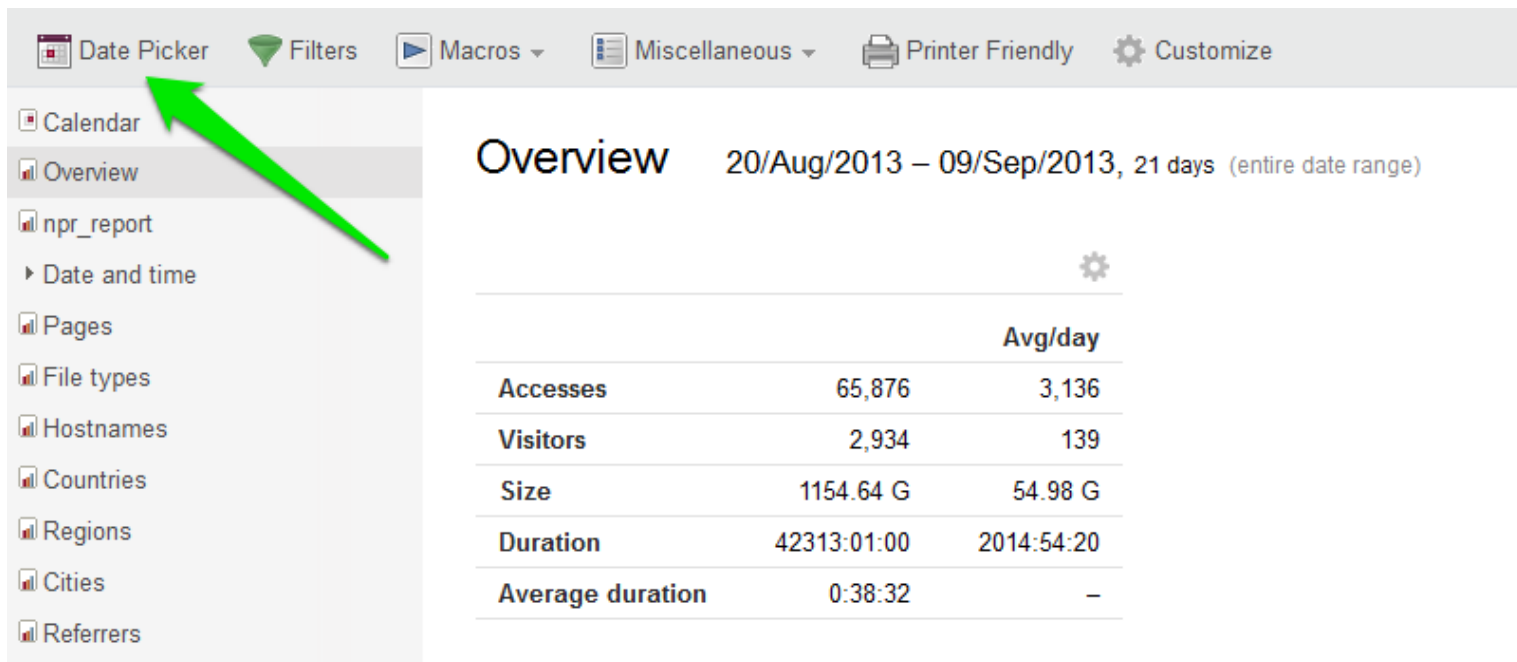 Date Picker Filters Macros Miscellaneous Printer Friendly Customize
Calendar
Overview
npr_report
Date and time
Pages
File types
Hostnames
Countries
Regions
Cities
Referrers
Overview 20/Aug/2013 – 09/Sep/2013, 21 days (entire date range)
Avg/day
Accesses 65,876 3,136
Visitors 2,934 139
Size 1154.64 G 54.98 G
Duration 42313:01:00 2014:54:20
Average duration 0:38:32 –